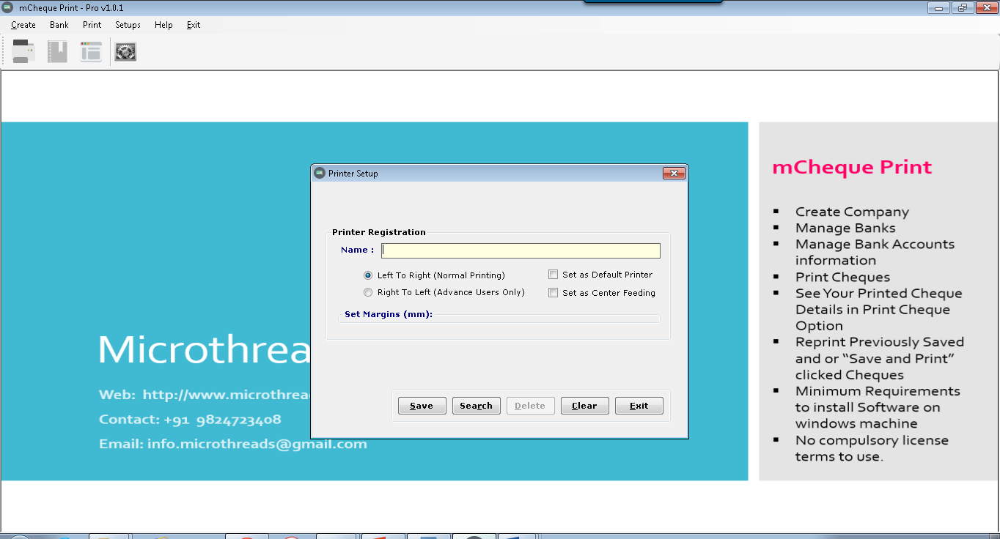 mCheque Print - Pro v1.0.1
Create Bank Print Setups Help Exit
Microthrea
Web: http://www.microthrea
Contact: +91 9824723408
Email: info.microthreads@gmail.com
Printer Setup
Printer Registration
Name :
Left To Right (Normal Printing)
Set as Default Printer
Right To Left (Advance Users Only)
Set as Center Feeding
Set Margins (mm):
Save Search Delete Clear Exit
mCheque Print
Create Company
Manage Banks
Manage Bank Accounts
information
Print Cheques
See Your Printed Cheque
Details in Print Cheque
Option
Reprint Previously Saved
and or “Save and Print”
clicked Cheques
Minimum Requirements
to install Software on
windows machine
No compulsory license
terms to use.